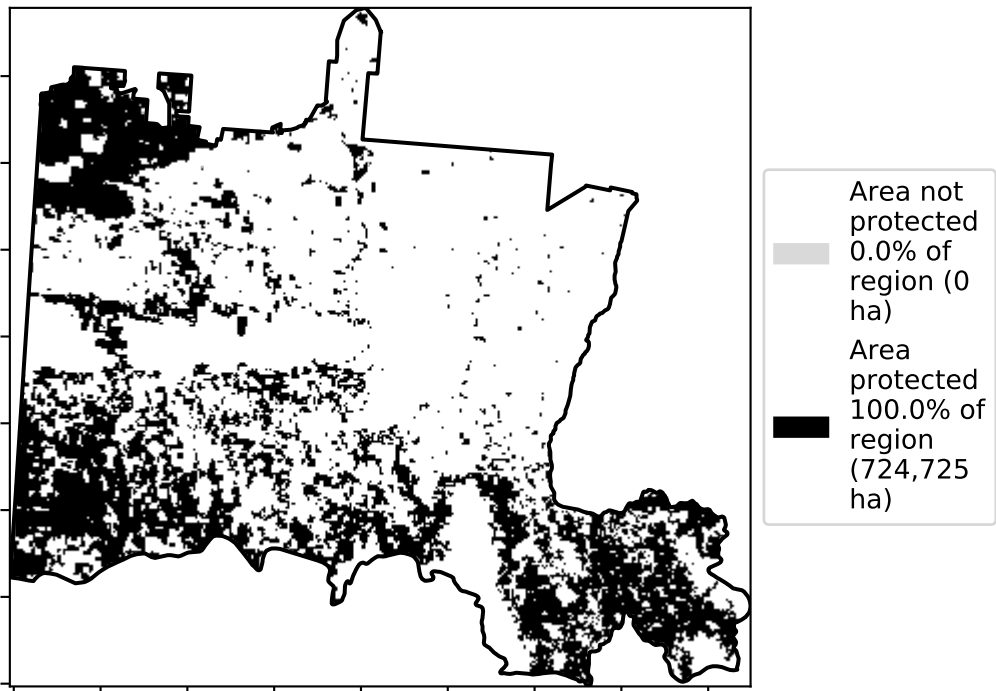 Area not
protected
0.0% of
region (0
ha)
Area
protected
100.0% of
region
(724,725
ha)